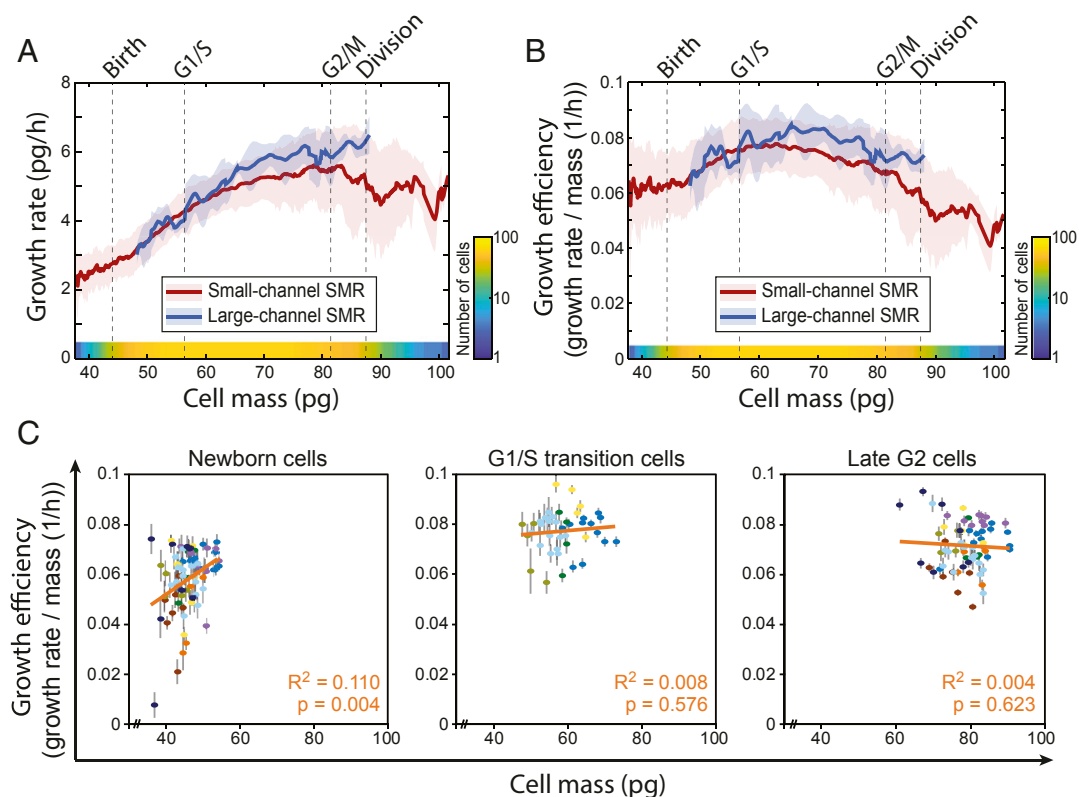 A
Birth
G1/S
G2/M
Division
Growth rate (pg/h)
8
6
4
2
0
Small-channel SMR
Large-channel SMR
40 50 60 70 80 90 100
Cell mass (pg)
Number of cells
100
10
1
B
Birth
G1/S
G2/M
Division
Growth efficiency
(growth rate / mass (1/h))
0.1
0.08
0.06
0.04
0.02
0
Small-channel SMR
Large-channel SMR
40 50 60 70 80 90 100
Cell mass (pg)
Number of cells
100
10
1
C
Growth efficiency
(growth rate / mass (1/h))
Newborn cells
0.1
0.08
0.06
0.04
0.02
0
R² = 0.110
p = 0.004
40 60 80 100
G1/S transition cells
0.1
0.08
0.06
0.04
0.02
0
R² = 0.008
p = 0.576
40 60 80 100
Late G2 cells
0.1
0.08
0.06
0.04
0.02
0
R² = 0.004
p = 0.623
40 60 80 100
Cell mass (pg)